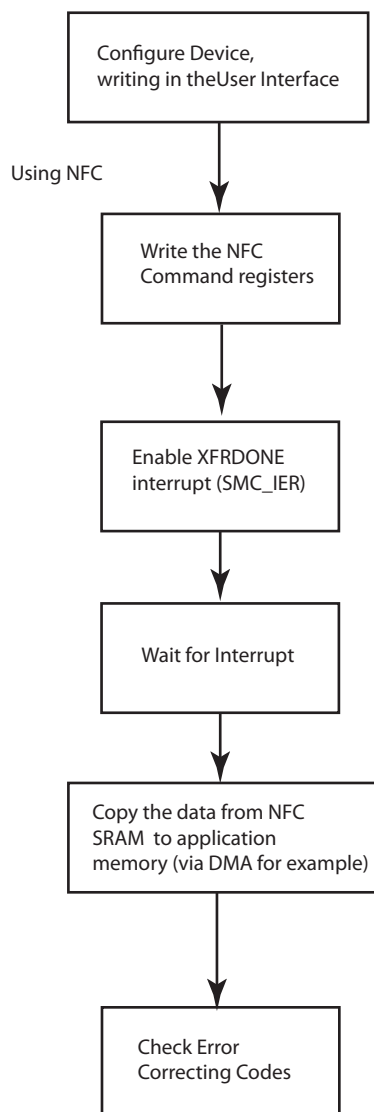 Configure Device,
writing in theUser Interface
Using NFC
Write the NFC
Command registers
Enable XFRDONE
interrupt (SMC_IER)
Wait for Interrupt
Copy the data from NFC
SRAM  to application
memory (via DMA for example)
Check Error
Correcting Codes